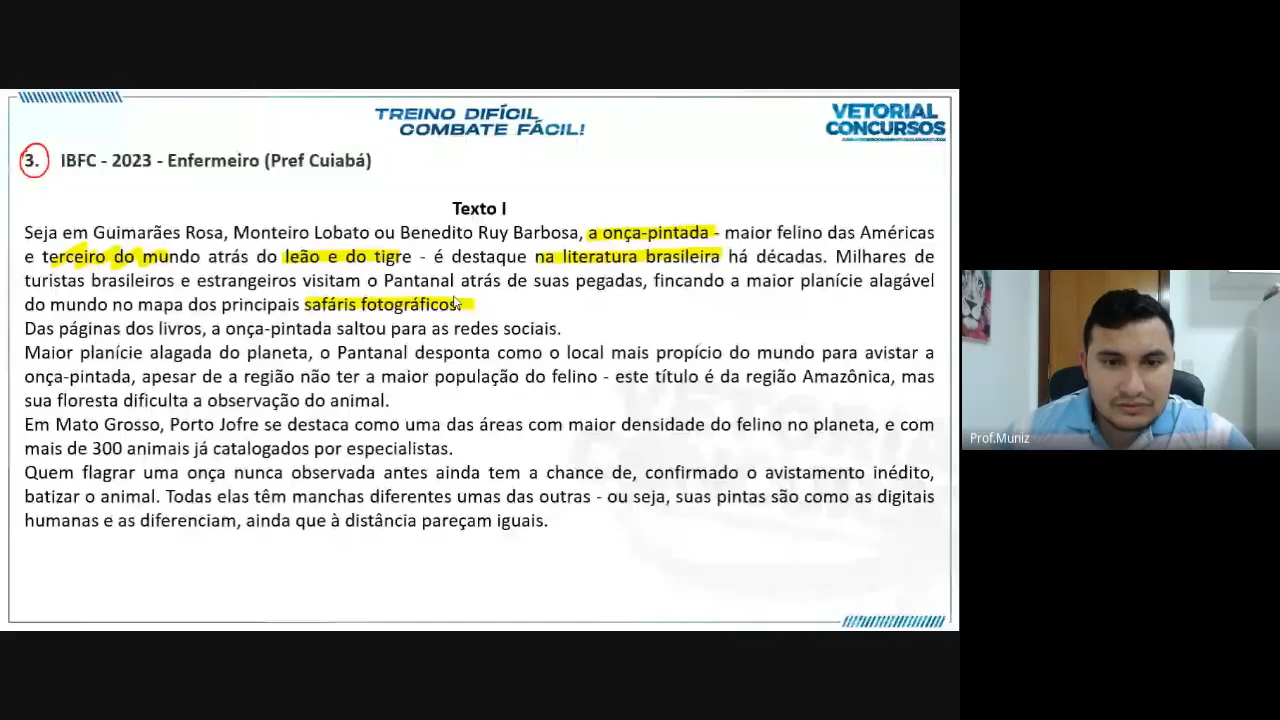 TREINO DIFÍCIL
COMBATE FÁCIL!
VETORIAL
CONCURSOS
3. IBFC - 2023 - Enfermeiro (Pref Cuiabá)
Texto I
Seja em Guimarães Rosa, Monteiro Lobato ou Benedito Ruy Barbosa, a onça-pintada - maior felino das Américas
e terceiro do mundo atrás do leão e do tigre - é destaque na literatura brasileira há décadas. Milhares de
turistas brasileiros e estrangeiros visitam o Pantanal atrás de suas pegadas, fincando a maior planície alagável
do mundo no mapa dos principais safáris fotográficos.
Das páginas dos livros, a onça-pintada saltou para as redes sociais.
Maior planície alagada do planeta, o Pantanal desponta como o local mais propício do mundo para avistar a
onça-pintada, apesar de a região não ter a maior população do felino - este título é da região Amazônica, mas
sua floresta dificulta a observação do animal.
Em Mato Grosso, Porto Jofre se destaca como uma das áreas com maior densidade do felino no planeta, e com
mais de 300 animais já catalogados por especialistas.
Quem flagrar uma onça nunca observada antes ainda tem a chance de, confirmado o avistamento inédito,
batizar o animal. Todas elas têm manchas diferentes umas das outras - ou seja, suas pintas são como as digitais
humanas e as diferenciam, ainda que à distância pareçam iguais.
Prof.Muniz